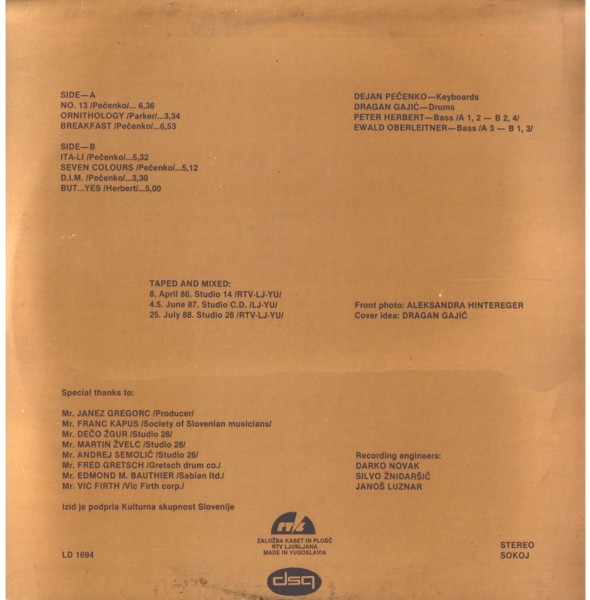 SIDE—A
NO. 13 /Pečenko/... 6,36
ORNITHOLOGY /Parker/...3,34
BREAKFAST /Pečenko/...6,53
SIDE—B
ITA-LI /Pečenko/...5,32
SEVEN COLOURS /Pečenko/...5,12
D.I.M. /Pečenko/...3,30
BUT...YES /Herbert/...5,00
DEJAN PEČENKO—Keyboards
DRAGAN GAJIĆ—Drums
PETER HERBERT—Bass /A 1, 2 — B 2, 4/
EWALD OBERLEITNER—Bass /A 3 — B 1, 3/
TAPED AND MIXED:
8. April 86. Studio 14 /RTV-LJ-YU/
4.5. June 87. Studio C.D. /LJ-YU/
25. July 88. Studio 26 /RTV-LJ-YU/
Front photo: ALEKSANDRA HINTEREGER
Cover idea: DRAGAN GAJIĆ
Special thanks to:
Mr. JANEZ GREGORC /Producer/
Mr. FRANC KAPUS /Society of Slovenian musicians/
Mr. DEČO ŽGUR /Studio 26/
Mr. MARTIN ŽVELC /Studio 26/
Mr. ANDREJ SEMOLIČ /Studio 26/
Mr. FRED GRETSCH /Gretsch drum co./
Mr. EDMOND M. BAUTHIER /Sabian ltd./
Mr. VIC FIRTH /Vic Firth corp./
Izid je podprla Kulturna skupnost Slovenije
Recording engineers:
DARKO NOVAK
SILVO ŽNIDARŠIČ
JANOŠ LUZNAR
rtvl
ZALOŽBA KASET IN PLOŠČ
RTV LJUBLJANA
MADE IN YUGOSLAVIA
LD 1694
STEREO
SOKOJ
dsq